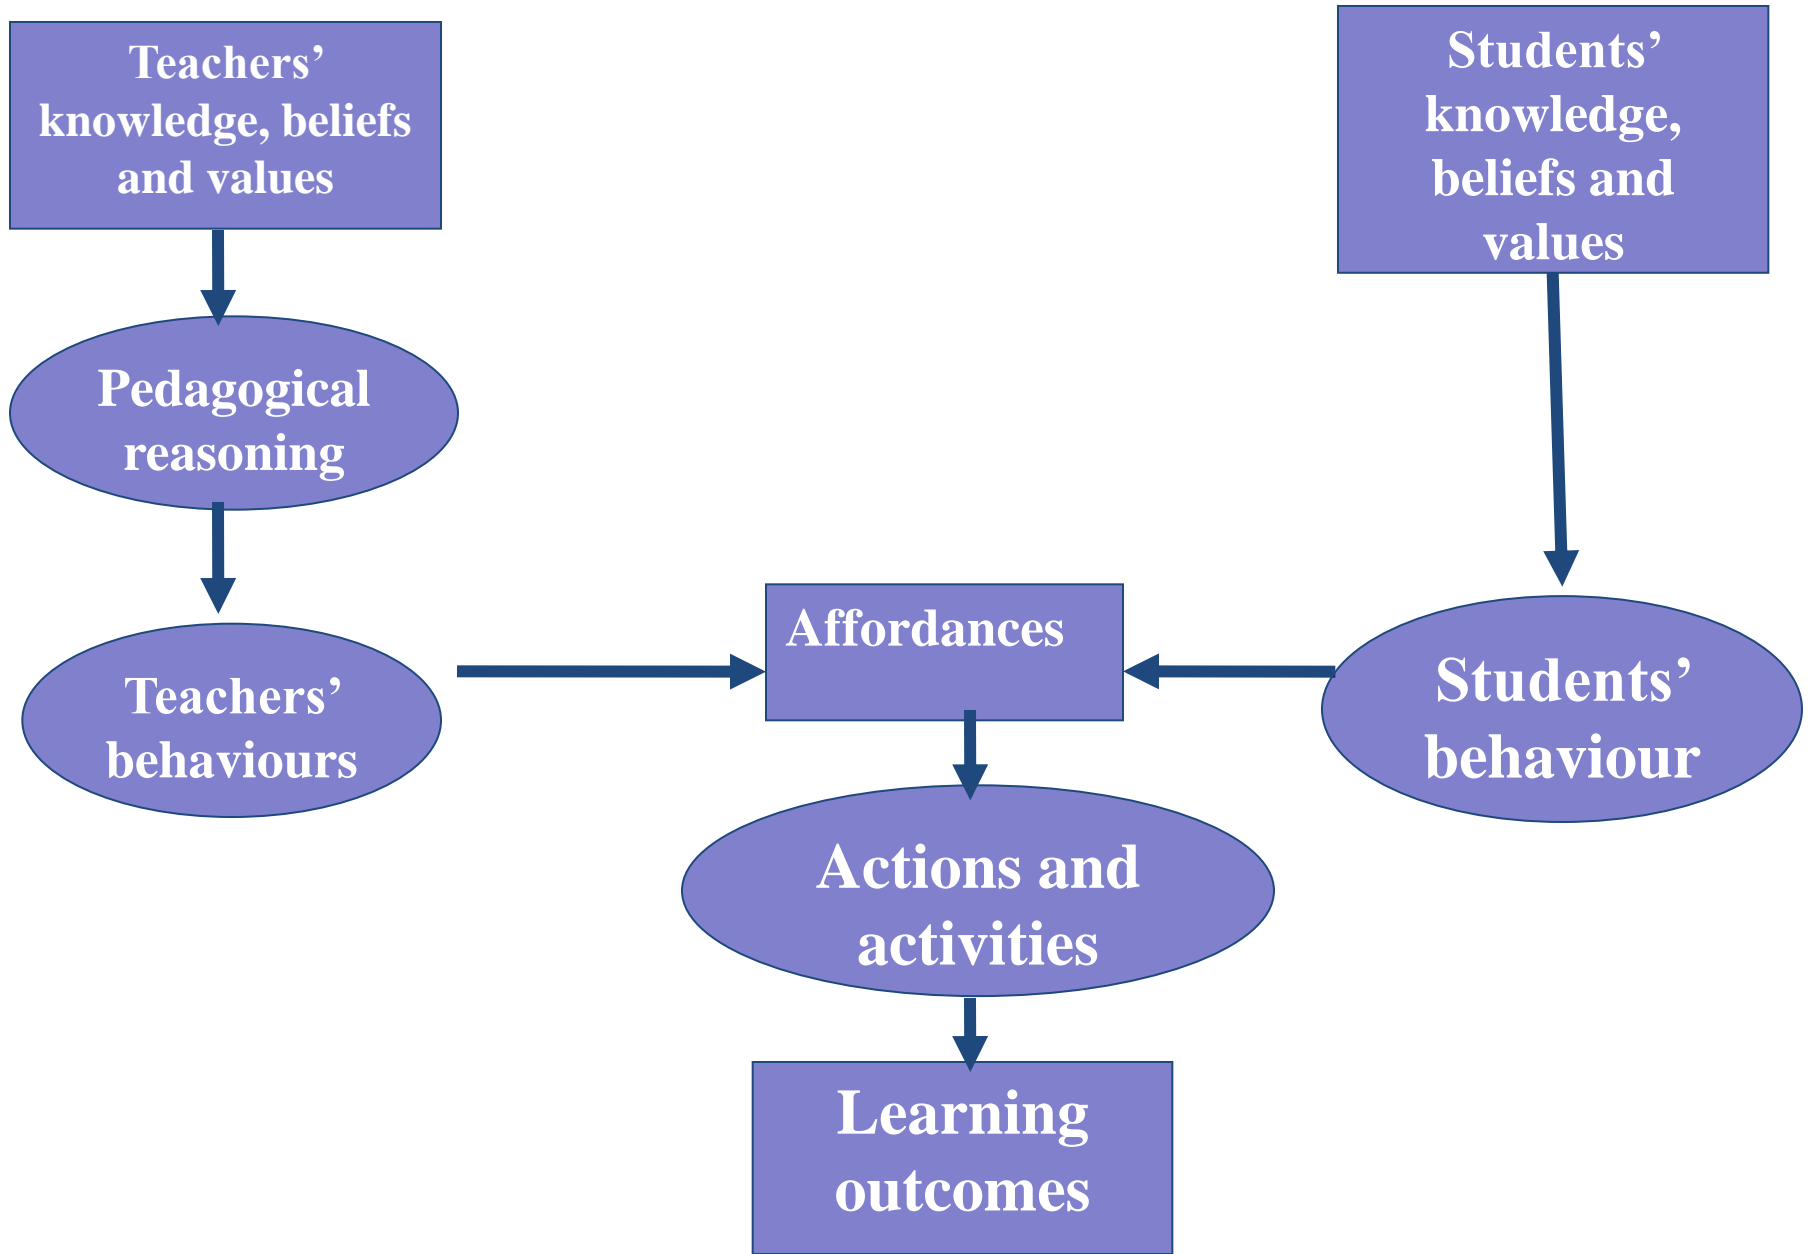 Teachers’
knowledge, beliefs
and values
Students’
knowledge,
beliefs and
values
Pedagogical
reasoning
Teachers’
behaviours
Affordances
Students’
behaviour
Actions and
activities
Learning
outcomes